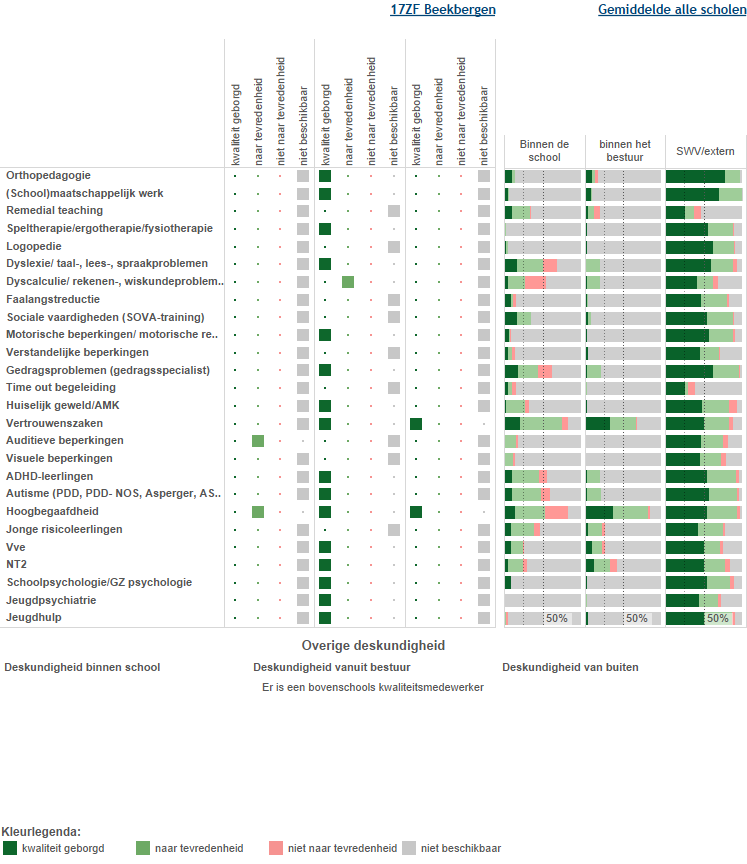 17ZF Beekbergen Gemiddelde alle scholen
kwaliteit geborgd
naar tevredenheid
niet naar tevredenheid
niet beschikbaar
kwaliteit geborgd
naar tevredenheid
niet naar tevredenheid
niet beschikbaar
kwaliteit geborgd
naar tevredenheid
niet naar tevredenheid
niet beschikbaar
Binnen de school
binnen het bestuur
SWV/extern
Orthopedagogie
(School)maatschappelijk werk
Remedial teaching
Speltherapie/ergotherapie/fysiotherapie
Logopedie
Dyslexie/ taal-, lees-, spraakproblemen
Dyscalculie/ rekenen-, wiskundeproblem..
Faalangstreductie
Sociale vaardigheden (SOVA-training)
Motorische beperkingen/ motorische re..
Verstandelijke beperkingen
Gedragsproblemen (gedragsspecialist)
Time out begeleiding
Huiselijk geweld/AMK
Vertrouwenszaken
Auditieve beperkingen
Visuele beperkingen
ADHD-leerlingen
Autisme (PDD, PDD- NOS, Asperger, AS..
Hoogbegaafdheid
Jonge risicoleerlingen
Vve
NT2
Schoolpsychologie/GZ psychologie
Jeugdpsychiatrie
Jeugdhulp 50% 50% 50%
Overige deskundigheid
Deskundigheid binnen school Deskundigheid vanuit bestuur Deskundigheid van buiten
Er is een bovenschools kwaliteitsmedewerker
Kleurlegenda:
kwaliteit geborgd naar tevredenheid niet naar tevredenheid niet beschikbaar